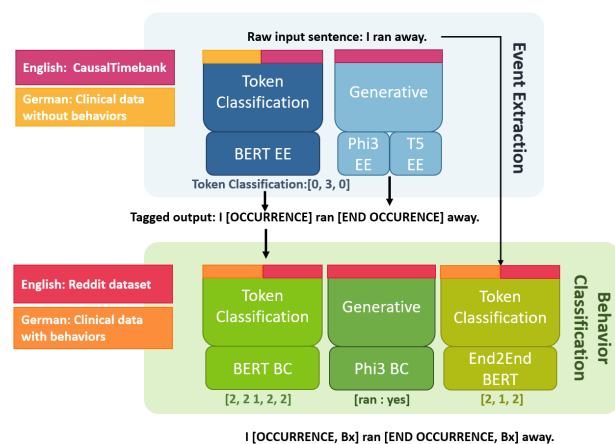 Raw input sentence: I ran away.
English: CausalTimebank
German: Clinical data
without behaviors
Token
Classification
Generative
BERT EE
Phi3
EE
T5
EE
Event Extraction
Token Classification:[0, 3, 0]
Tagged output: I [OCCURRENCE] ran [END OCCURENCE] away.
English: Reddit dataset
German: Clinical data
with behaviors
Token
Classification
Generative
Token
Classification
BERT BC
Phi3 BC
End2End
BERT
Behavior
Classification
[2, 2 1, 2, 2]
[ran : yes]
[2, 1, 2]
I [OCCURRENCE, Bx] ran [END OCCURRENCE, Bx] away.